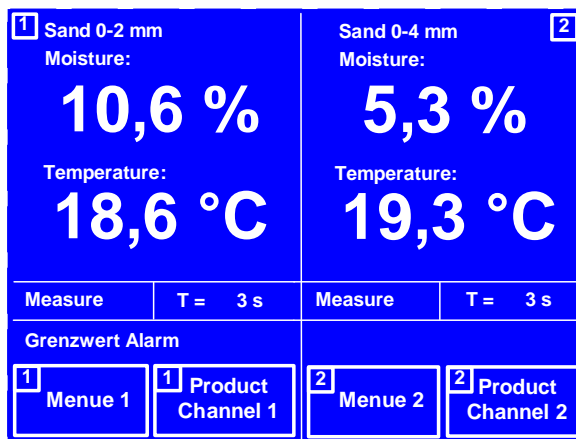 1 Sand 0-2 mm
Moisture:
10,6 %
Temperature:
18,6 °C
Measure T = 3 s
Grenzwert Alarm
1 Menue 1
1 Product
Channel 1
Sand 0-4 mm 2
Moisture:
5,3 %
Temperature:
19,3 °C
Measure T = 3 s
2 Menue 2
2 Product
Channel 2